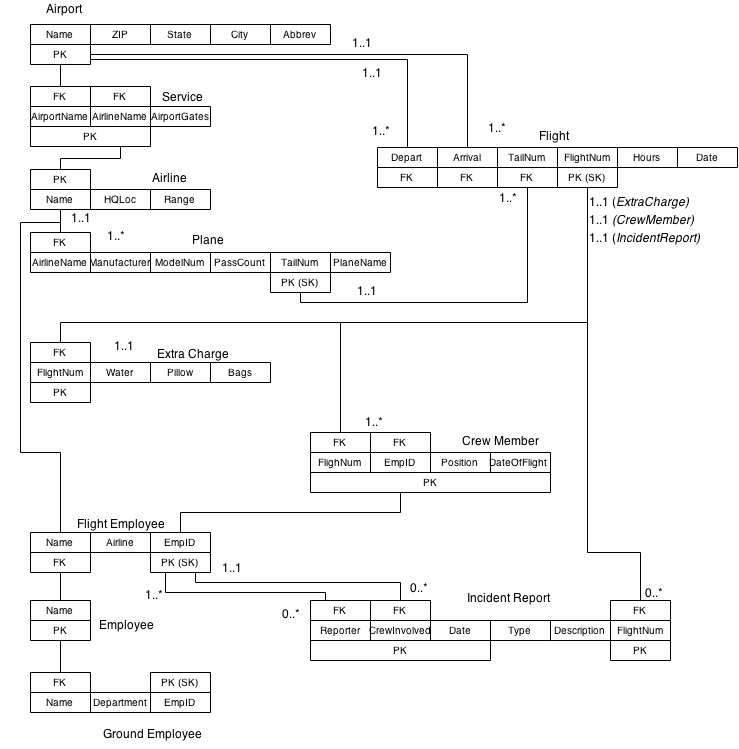 Airport
Name ZIP State City Abbrev
PK
1..1
1..1
FK FK Service
AirportName AirlineName AirportGates
PK
1..* 1..*
Flight
Depart Arrival TailNum FlightNum Hours Date
FK FK FK PK (SK)
PK Airline
Name HQLoc Range
1..*
1..1 (ExtraCharge)
1..1 (CrewMember)
1..1 (IncidentReport)
1..1
FK 1..* Plane
AirlineName Manufacturer ModelNum PassCount TailNum PlaneName
PK (SK)
1..1
FK 1..1 Extra Charge
FlightNum Water Pillow Bags
PK
1..*
FK FK Crew Member
FlighNum EmpID Position DateOfFlight
PK
Flight Employee
Name Airline EmpID
FK PK (SK)
1..1
1..* 0..*
0..* 0..*
Incident Report
FK FK FK
Reporter CrewInvolved Date Type Description FlightNum
PK PK
Name
PK Employee
FK PK (SK)
Name Department EmpID
Ground Employee